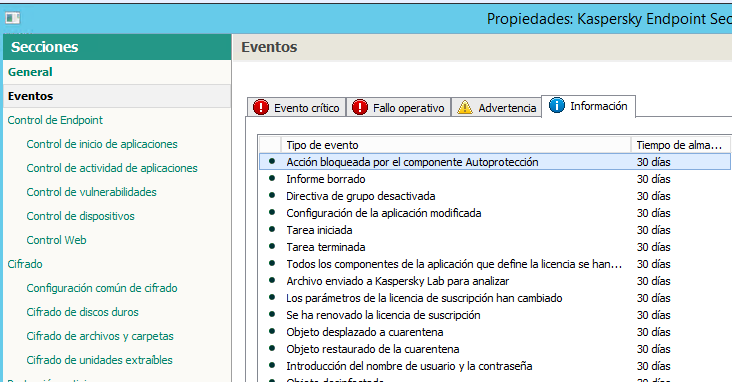 Propiedades: Kaspersky Endpoint Sec
Secciones
General
Eventos
Control de Endpoint
Control de inicio de aplicaciones
Control de actividad de aplicaciones
Control de vulnerabilidades
Control de dispositivos
Control Web
Cifrado
Configuración común de cifrado
Cifrado de discos duros
Cifrado de archivos y carpetas
Cifrado de unidades extraíbles
Eventos
Evento crítico Fallo operativo Advertencia Información
Tipo de evento Tiempo de alma...
Acción bloqueada por el componente Autoprotección 30 días
Informe borrado 30 días
Directiva de grupo desactivada 30 días
Configuración de la aplicación modificada 30 días
Tarea iniciada 30 días
Tarea terminada 30 días
Todos los componentes de la aplicación que define la licencia se han... 30 días
Archivo enviado a Kaspersky Lab para analizar 30 días
Los parámetros de la licencia de suscripción han cambiado 30 días
Se ha renovado la licencia de suscripción 30 días
Objeto desplazado a cuarentena 30 días
Objeto restaurado de la cuarentena 30 días
Introducción del nombre de usuario y la contraseña 30 días
Objeto desinfectado 30 días